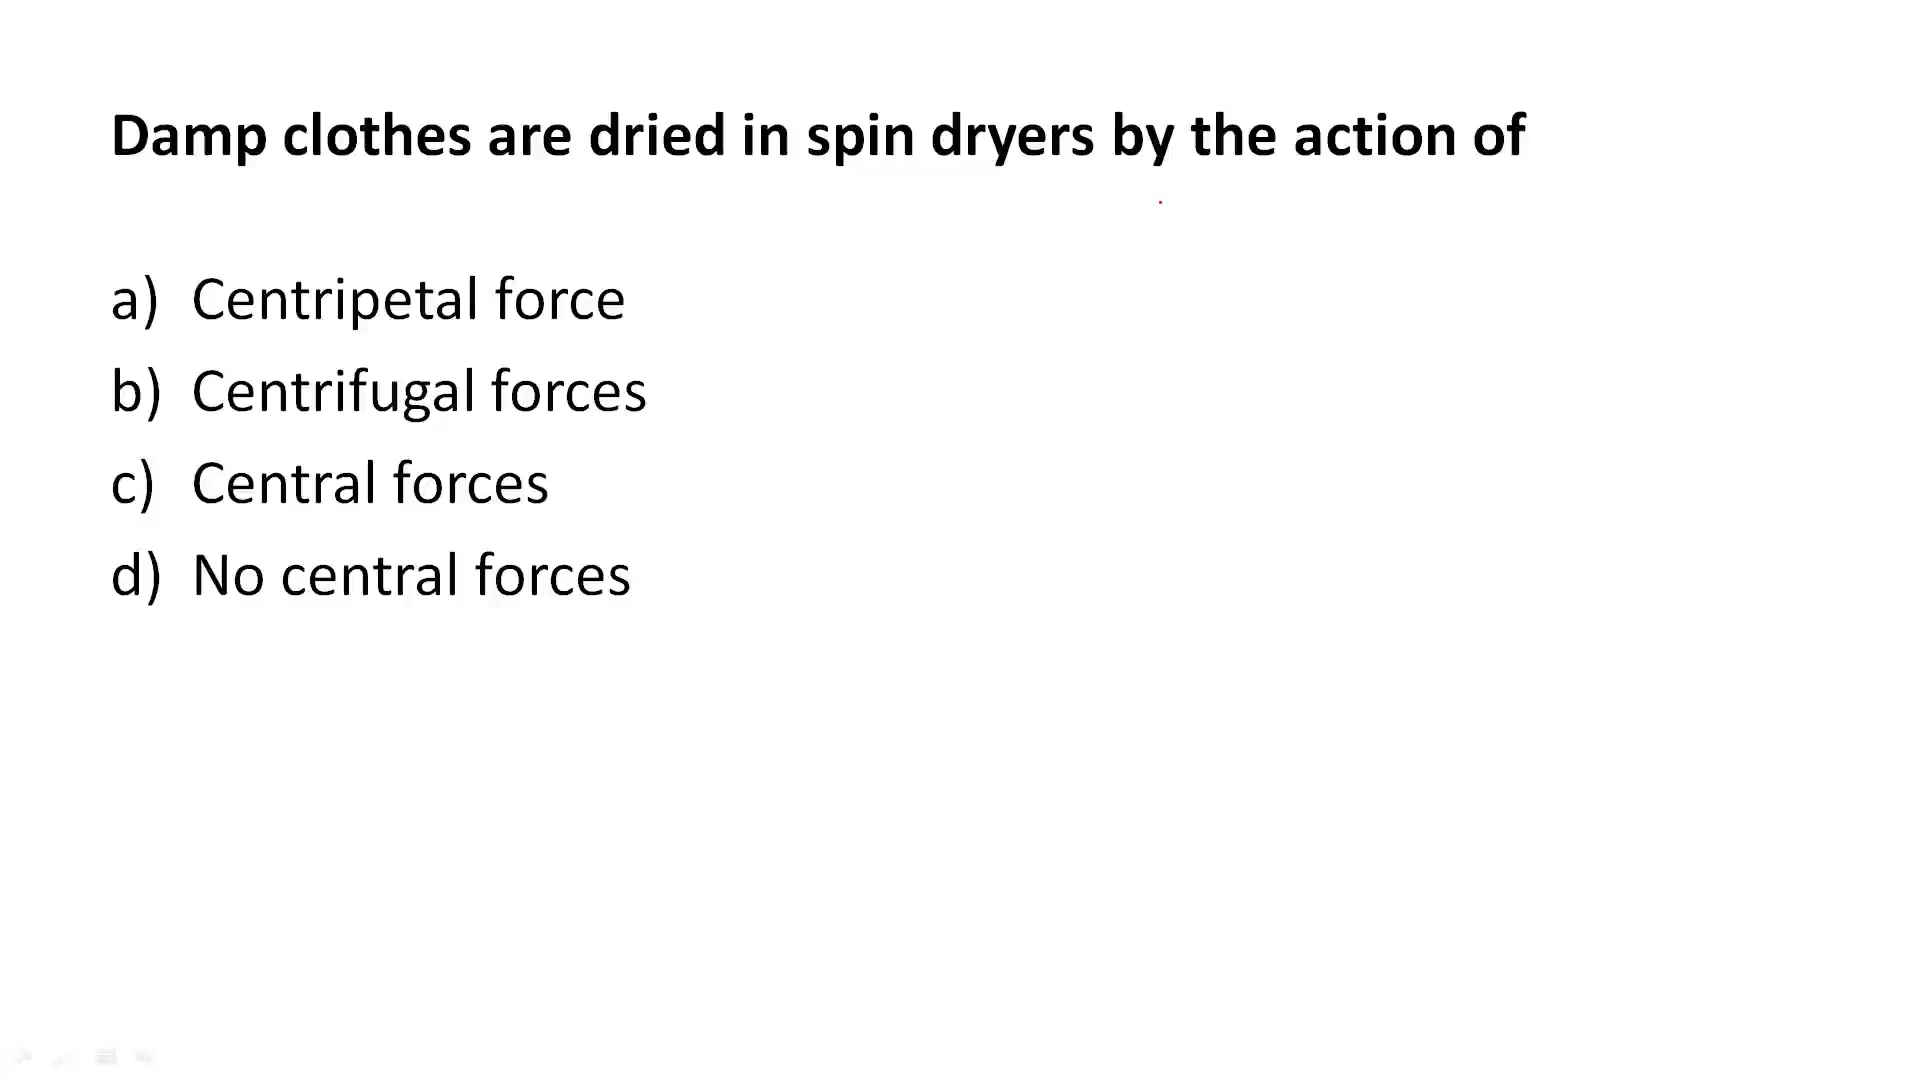 Damp clothes are dried in spin dryers by the action of
a) Centripetal force
b) Centrifugal forces
c) Central forces
d) No central forces